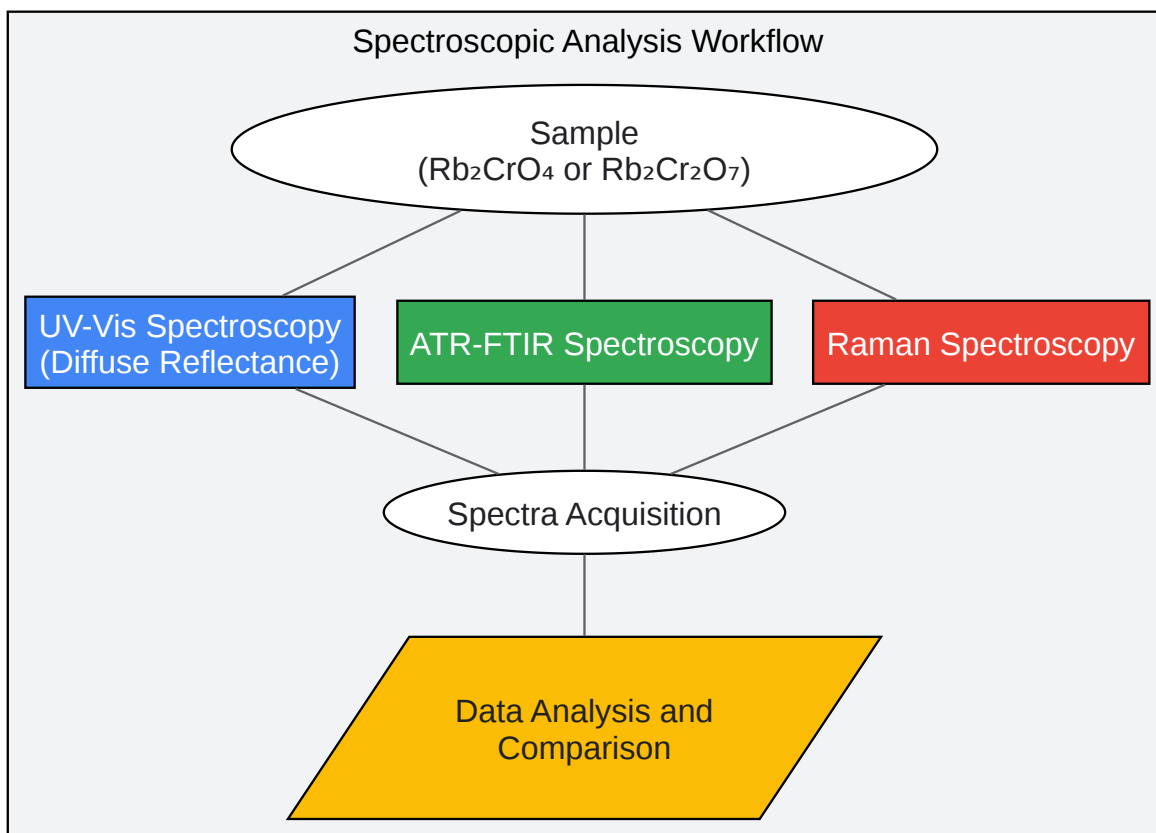 Spectroscopic Analysis Workflow
Sample
(Rb₂CrO₄ or Rb₂Cr₂O₇)
UV-Vis Spectroscopy
(Diffuse Reflectance)
ATR-FTIR Spectroscopy
Raman Spectroscopy
Spectra Acquisition
Data Analysis and
Comparison